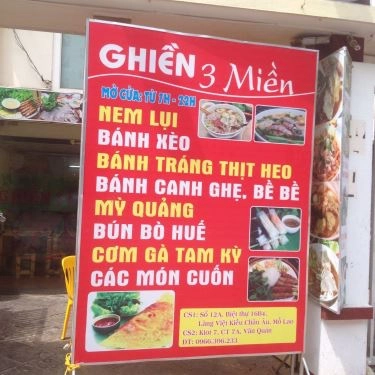 GHIỀN
3 Miền
MỞ CỬA: TỪ 7H - 22H
NEM LỤI
BÁNH XÈO
BÁNH TRÁNG THỊT HEO
BÁNH CANH GHẸ, BỀ BỀ
MỲ QUẢNG
BÚN BÒ HUẾ
CƠM GÀ TAM KỲ
CÁC MÓN CUỐN
CS1: Số 12A, Biệt thự 16B4,
Làng Việt Kiều Châu Âu, Mỗ Lao
CS2: Kiot 7, CT 7A, Văn Quán
ĐT: 0966.396.233